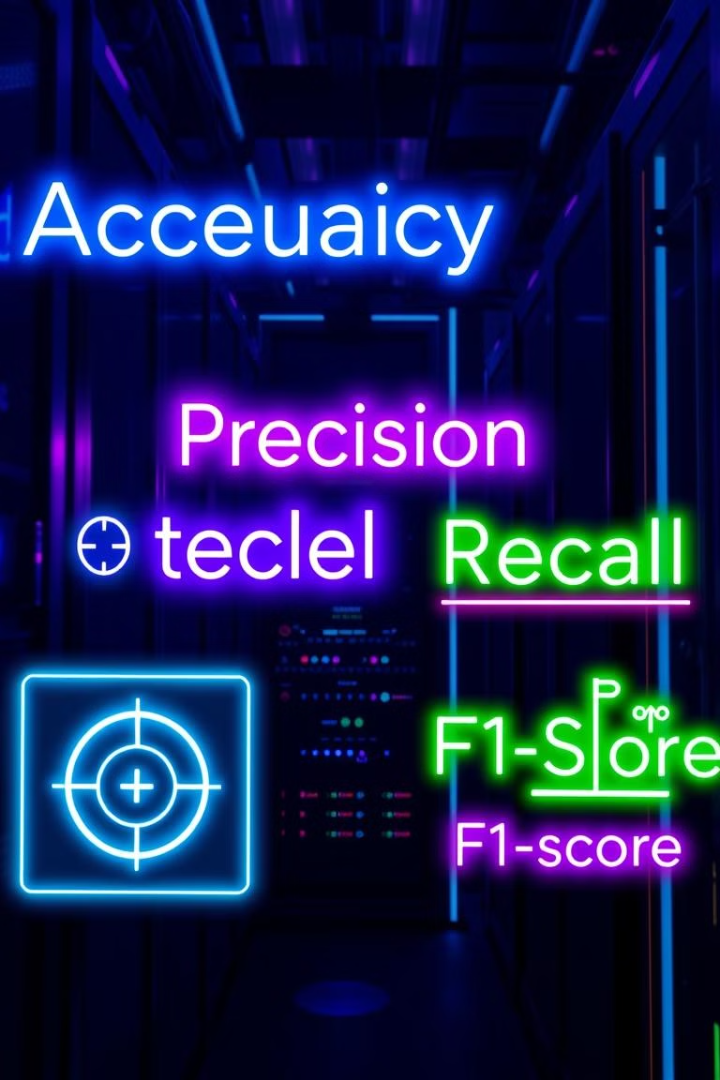 Acceuaicy
Precision
teclel
Recall
F1-Slore
F1-score